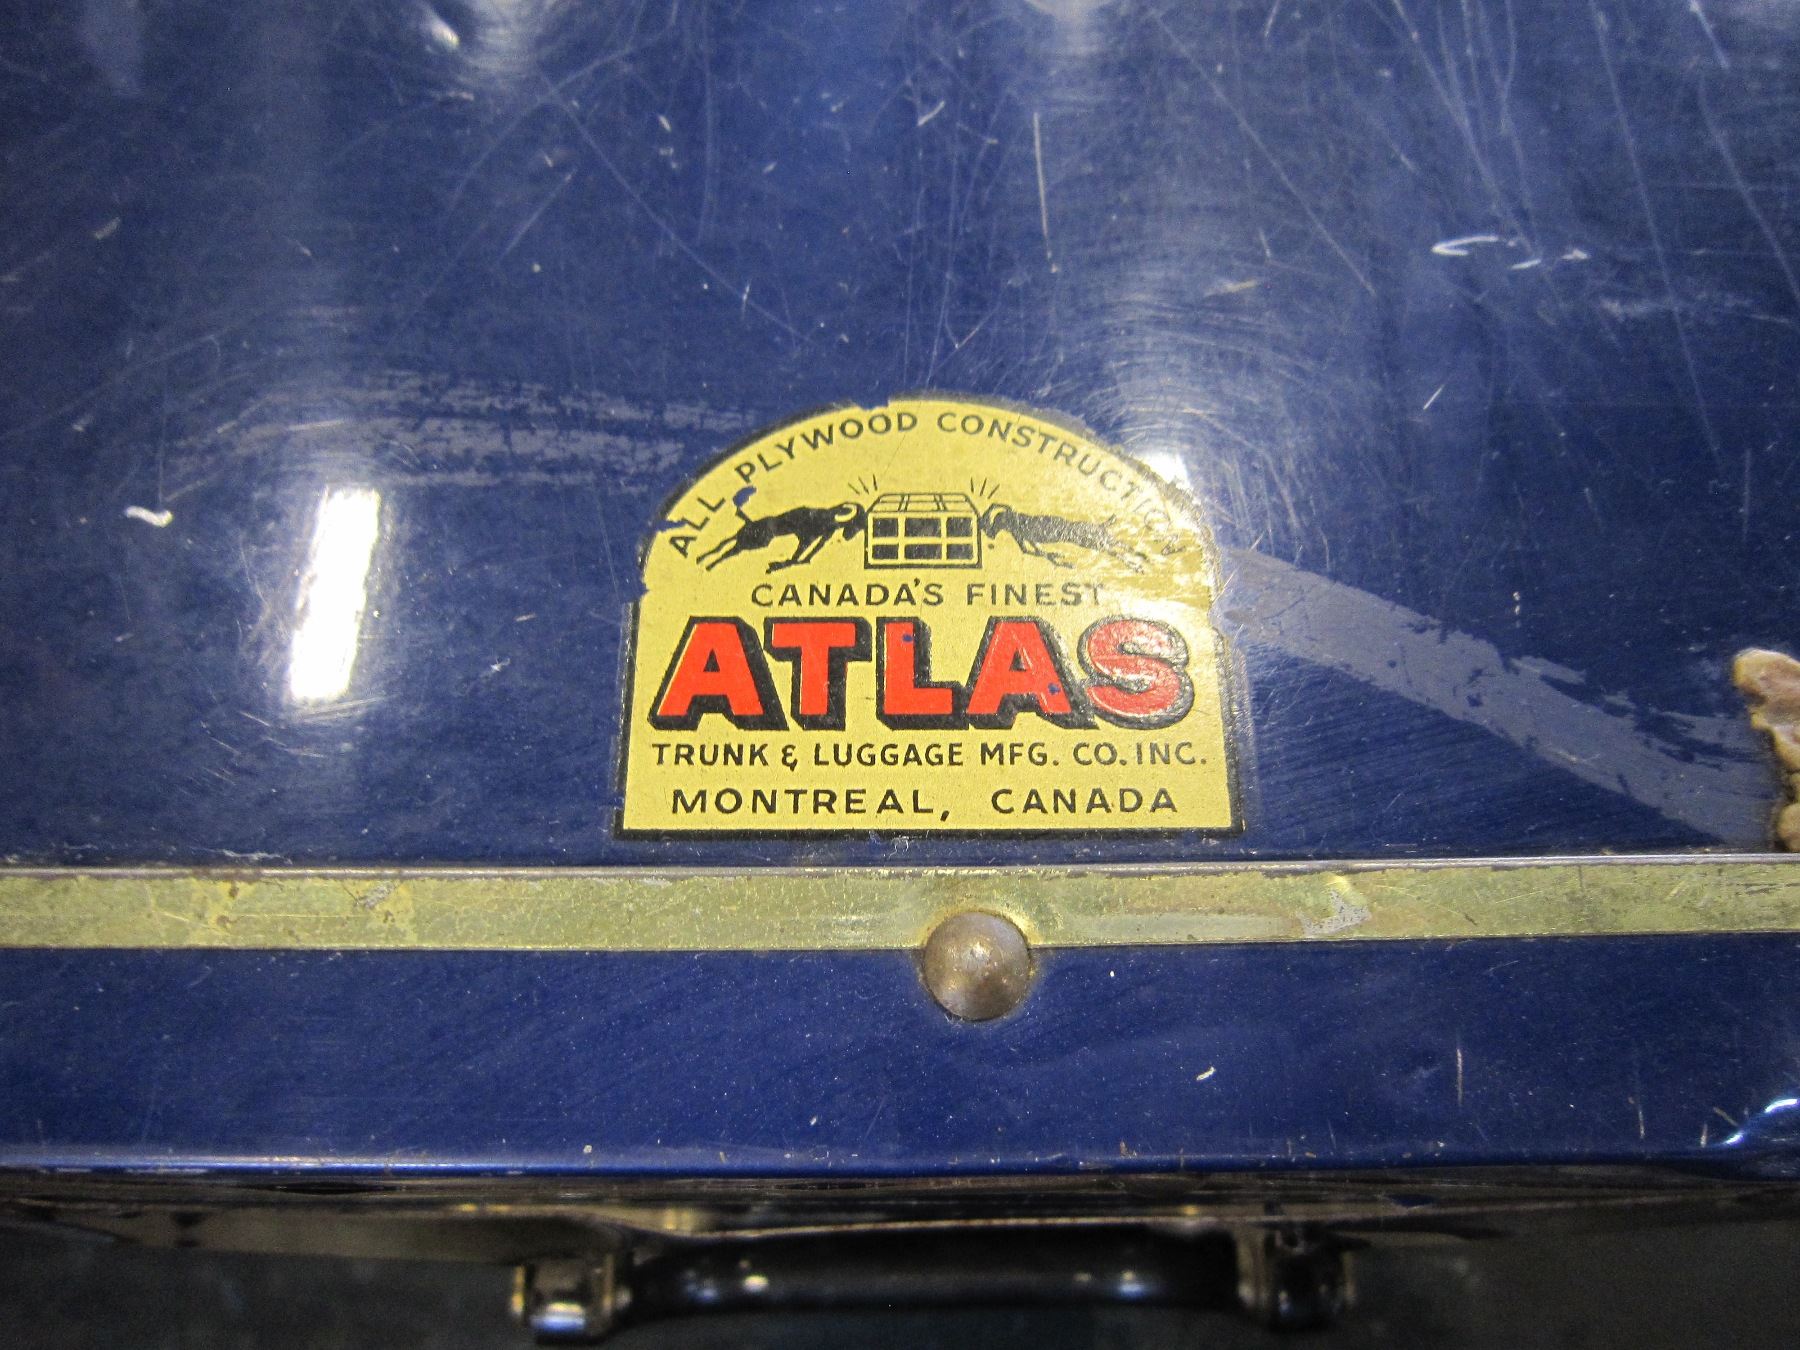 ALL PLYWOOD CONSTRUCTION
CANADA'S FINEST
ATLAS
TRUNK & LUGGAGE MFG. CO. INC.
MONTREAL, CANADA